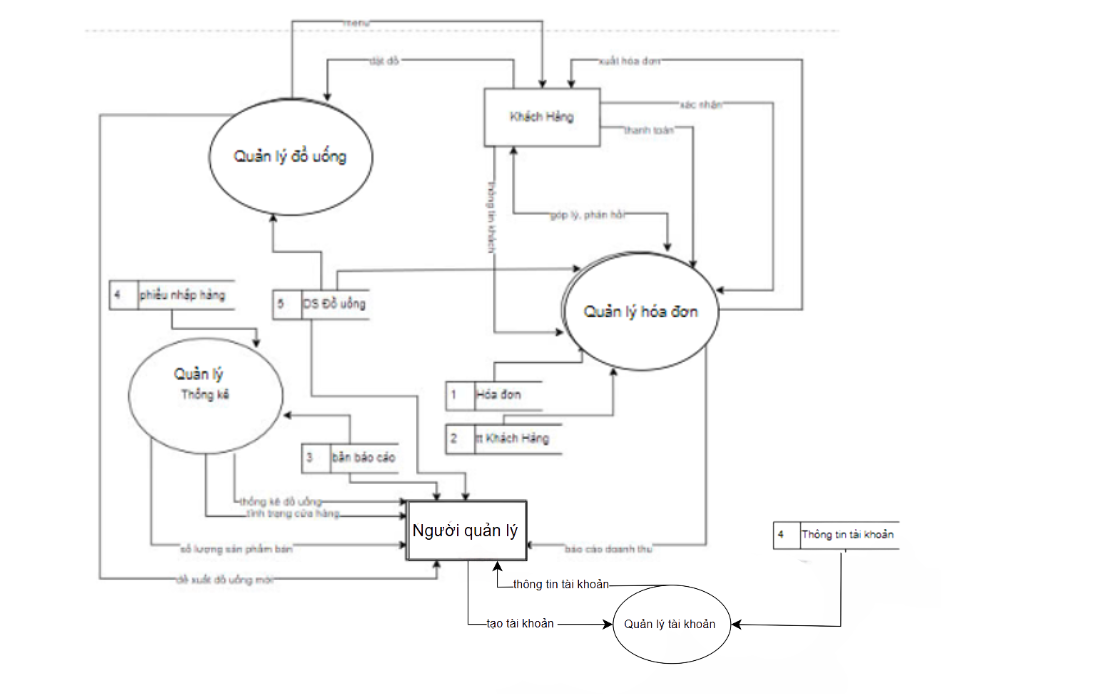 menu
đặt đồ
xuất hóa đơn
Khách Hàng
xác nhận
thanh toán
Quản lý đồ uống
thông tin khách
góp lý, phản hồi
4 phiếu nhập hàng
5 DS Đồ uống
Quản lý hóa đơn
Quản lý
Thống kê
1 Hóa đơn
2 tt Khách Hàng
3 bản báo cáo
thống kê đồ uống
tình trạng cửa hàng
Người quản lý
4 Thông tin tài khoản
số lượng sản phẩm bán
báo cáo doanh thu
đề xuất đồ uống mới
thông tin tài khoản
tạo tài khoản
Quản lý tài khoản